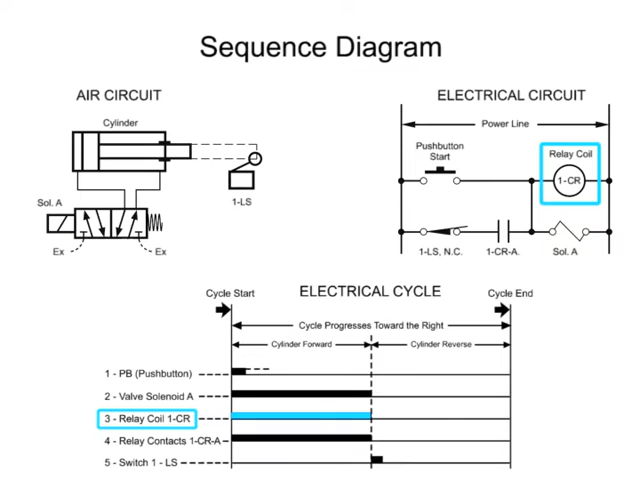 Sequence Diagram
AIR CIRCUIT
Cylinder
1-LS
Sol. A
Ex
Ex
ELECTRICAL CIRCUIT
Power Line
Pushbutton
Start
Relay Coil
1-CR
1-LS, N.C.
1-CR-A.
Sol. A
ELECTRICAL CYCLE
Cycle Start
Cycle End
Cycle Progresses Toward the Right
Cylinder Forward
Cylinder Reverse
1 - PB (Pushbutton)
2 - Valve Solenoid A
3 - Relay Coil 1-CR
4 - Relay Contacts 1-CR-A
5 - Switch 1 - LS